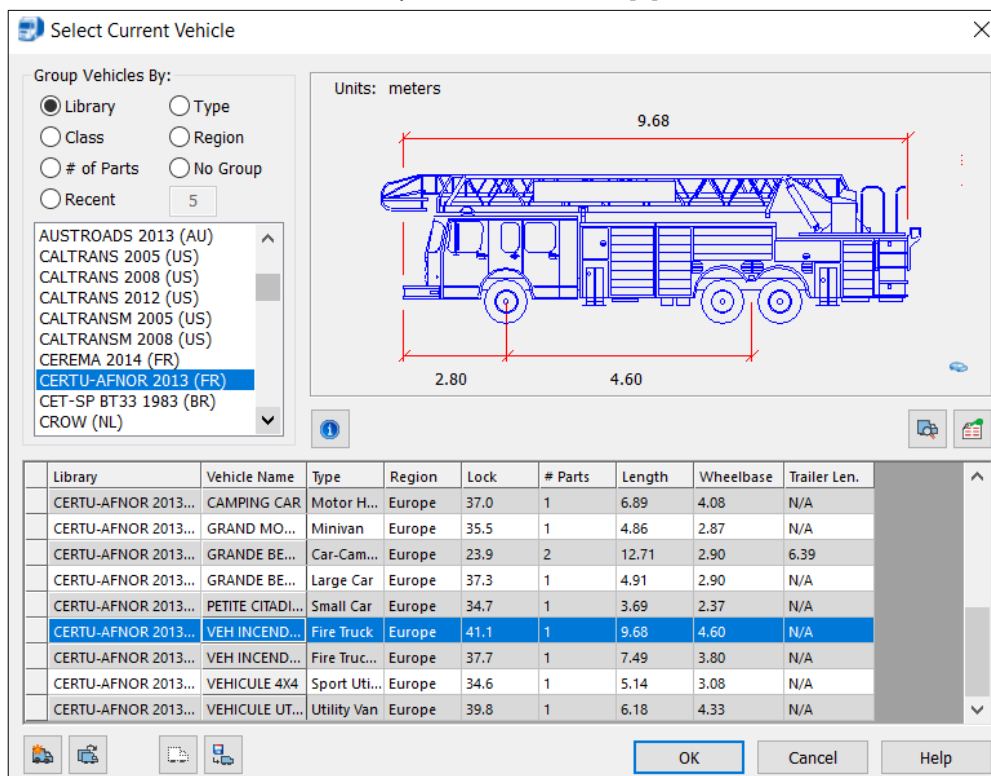 Select Current Vehicle
Group Vehicles By:
Library Type
Class Region
# of Parts No Group
Recent 5
AUSTROADS 2013 (AU)
CALTRANS 2005 (US)
CALTRANS 2008 (US)
CALTRANS 2012 (US)
CALTRANSM 2005 (US)
CALTRANSM 2008 (US)
CEREMA 2014 (FR)
CERTU-AFNOR 2013 (FR)
CET-SP BT33 1983 (BR)
CROW (NL)
Units: meters
9.68
2.80 4.60
Library Vehicle Name Type Region Lock # Parts Length Wheelbase Trailer Len.
CERTU-AFNOR 2013... CAMPING CAR Motor H... Europe 37.0 1 6.89 4.08 N/A
CERTU-AFNOR 2013... GRAND MO... Minivan Europe 35.5 1 4.86 2.87 N/A
CERTU-AFNOR 2013... GRANDE BE... Car-Cam... Europe 23.9 2 12.71 2.90 6.39
CERTU-AFNOR 2013... GRANDE BE... Large Car Europe 37.3 1 4.91 2.90 N/A
CERTU-AFNOR 2013... PETITE CITADI... Small Car Europe 34.7 1 3.69 2.37 N/A
CERTU-AFNOR 2013... VEH INCEND... Fire Truck Europe 41.1 1 9.68 4.60 N/A
CERTU-AFNOR 2013... VEH INCEND... Fire Truc... Europe 37.7 1 7.49 3.80 N/A
CERTU-AFNOR 2013... VEHICULE 4X4 Sport Uti... Europe 34.6 1 5.14 3.08 N/A
CERTU-AFNOR 2013... VEHICULE UT... Utility Van Europe 39.8 1 6.18 4.33 N/A
OK Cancel Help